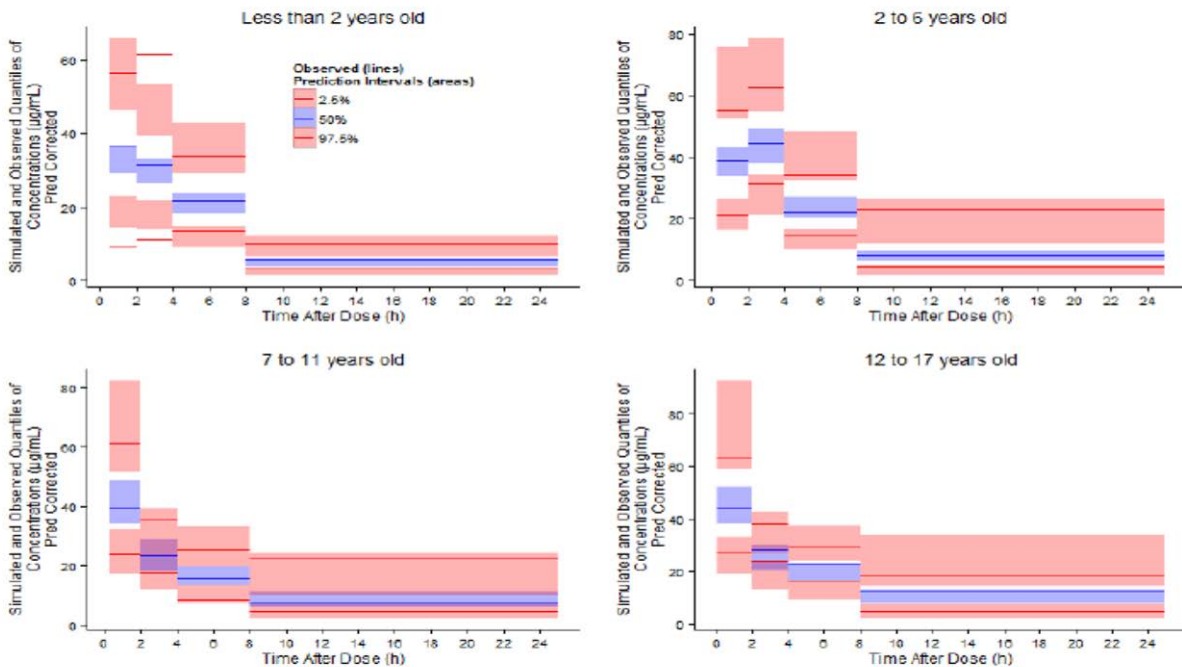 Less than 2 years old
Simulated and Observed Quantiles of
Concentrations (µg/mL)
Pred Corrected
60
40
20
0
Observed (lines)
Prediction Intervals (areas)
2.5%
50%
97.5%
0 2 4 6 8 10 12 14 16 18 20 22 24
Time After Dose (h)
2 to 6 years old
Simulated and Observed Quantiles of
Concentrations (µg/mL)
Pred Corrected
80
60
40
20
0
0 2 4 6 8 10 12 14 16 18 20 22 24
Time After Dose (h)
7 to 11 years old
Simulated and Observed Quantiles of
Concentrations (µg/mL)
Pred Corrected
80
60
40
20
0
0 2 4 6 8 10 12 14 16 18 20 22 24
Time After Dose (h)
12 to 17 years old
Simulated and Observed Quantiles of
Concentrations (µg/mL)
Pred Corrected
80
60
40
20
0
0 2 4 6 8 10 12 14 16 18 20 22 24
Time After Dose (h)